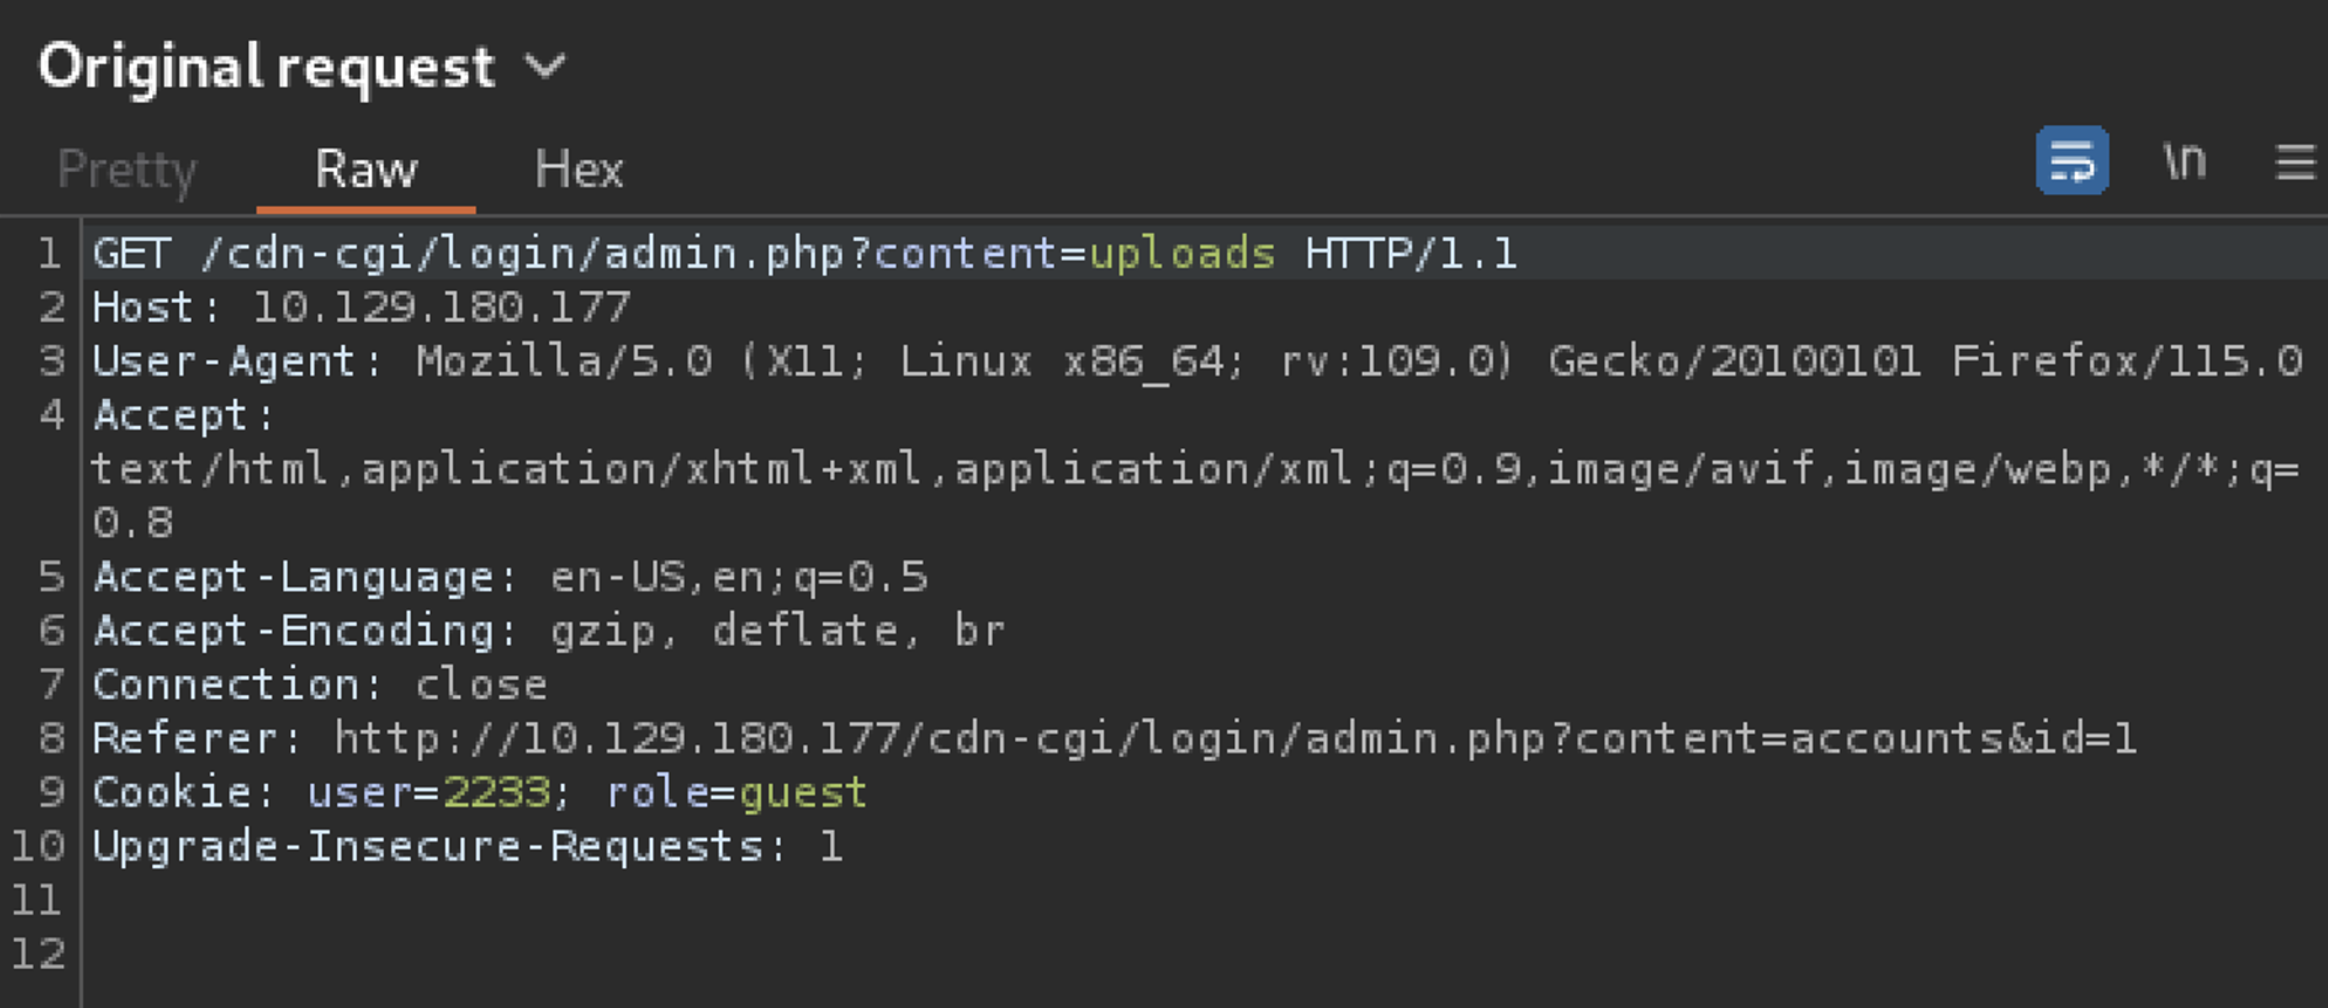 Original request
Pretty Raw Hex \n
1 GET /cdn-cgi/login/admin.php?content=uploads HTTP/1.1
2 Host: 10.129.180.177
3 User-Agent: Mozilla/5.0 (X11; Linux x86_64; rv:109.0) Gecko/20100101 Firefox/115.0
4 Accept:
text/html,application/xhtml+xml,application/xml;q=0.9,image/avif,image/webp,*/*;q=
0.8
5 Accept-Language: en-US,en;q=0.5
6 Accept-Encoding: gzip, deflate, br
7 Connection: close
8 Referer: http://10.129.180.177/cdn-cgi/login/admin.php?content=accounts&id=1
9 Cookie: user=2233; role=guest
10 Upgrade-Insecure-Requests: 1
11
12